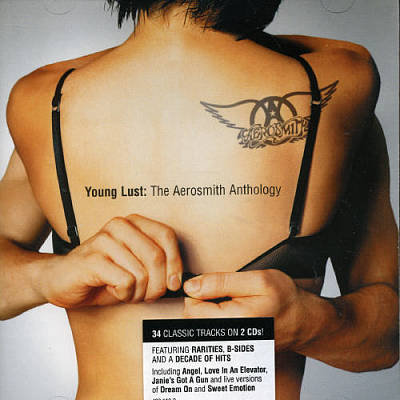 AEROSMITH
Young Lust: The Aerosmith Anthology
34 CLASSIC TRACKS ON 2 CDs!
FEATURING RARITIES, B-SIDES
AND A DECADE OF HITS
Including Angel, Love In An Elevator,
Janie's Got A Gun and live versions
of Dream On and Sweet Emotion